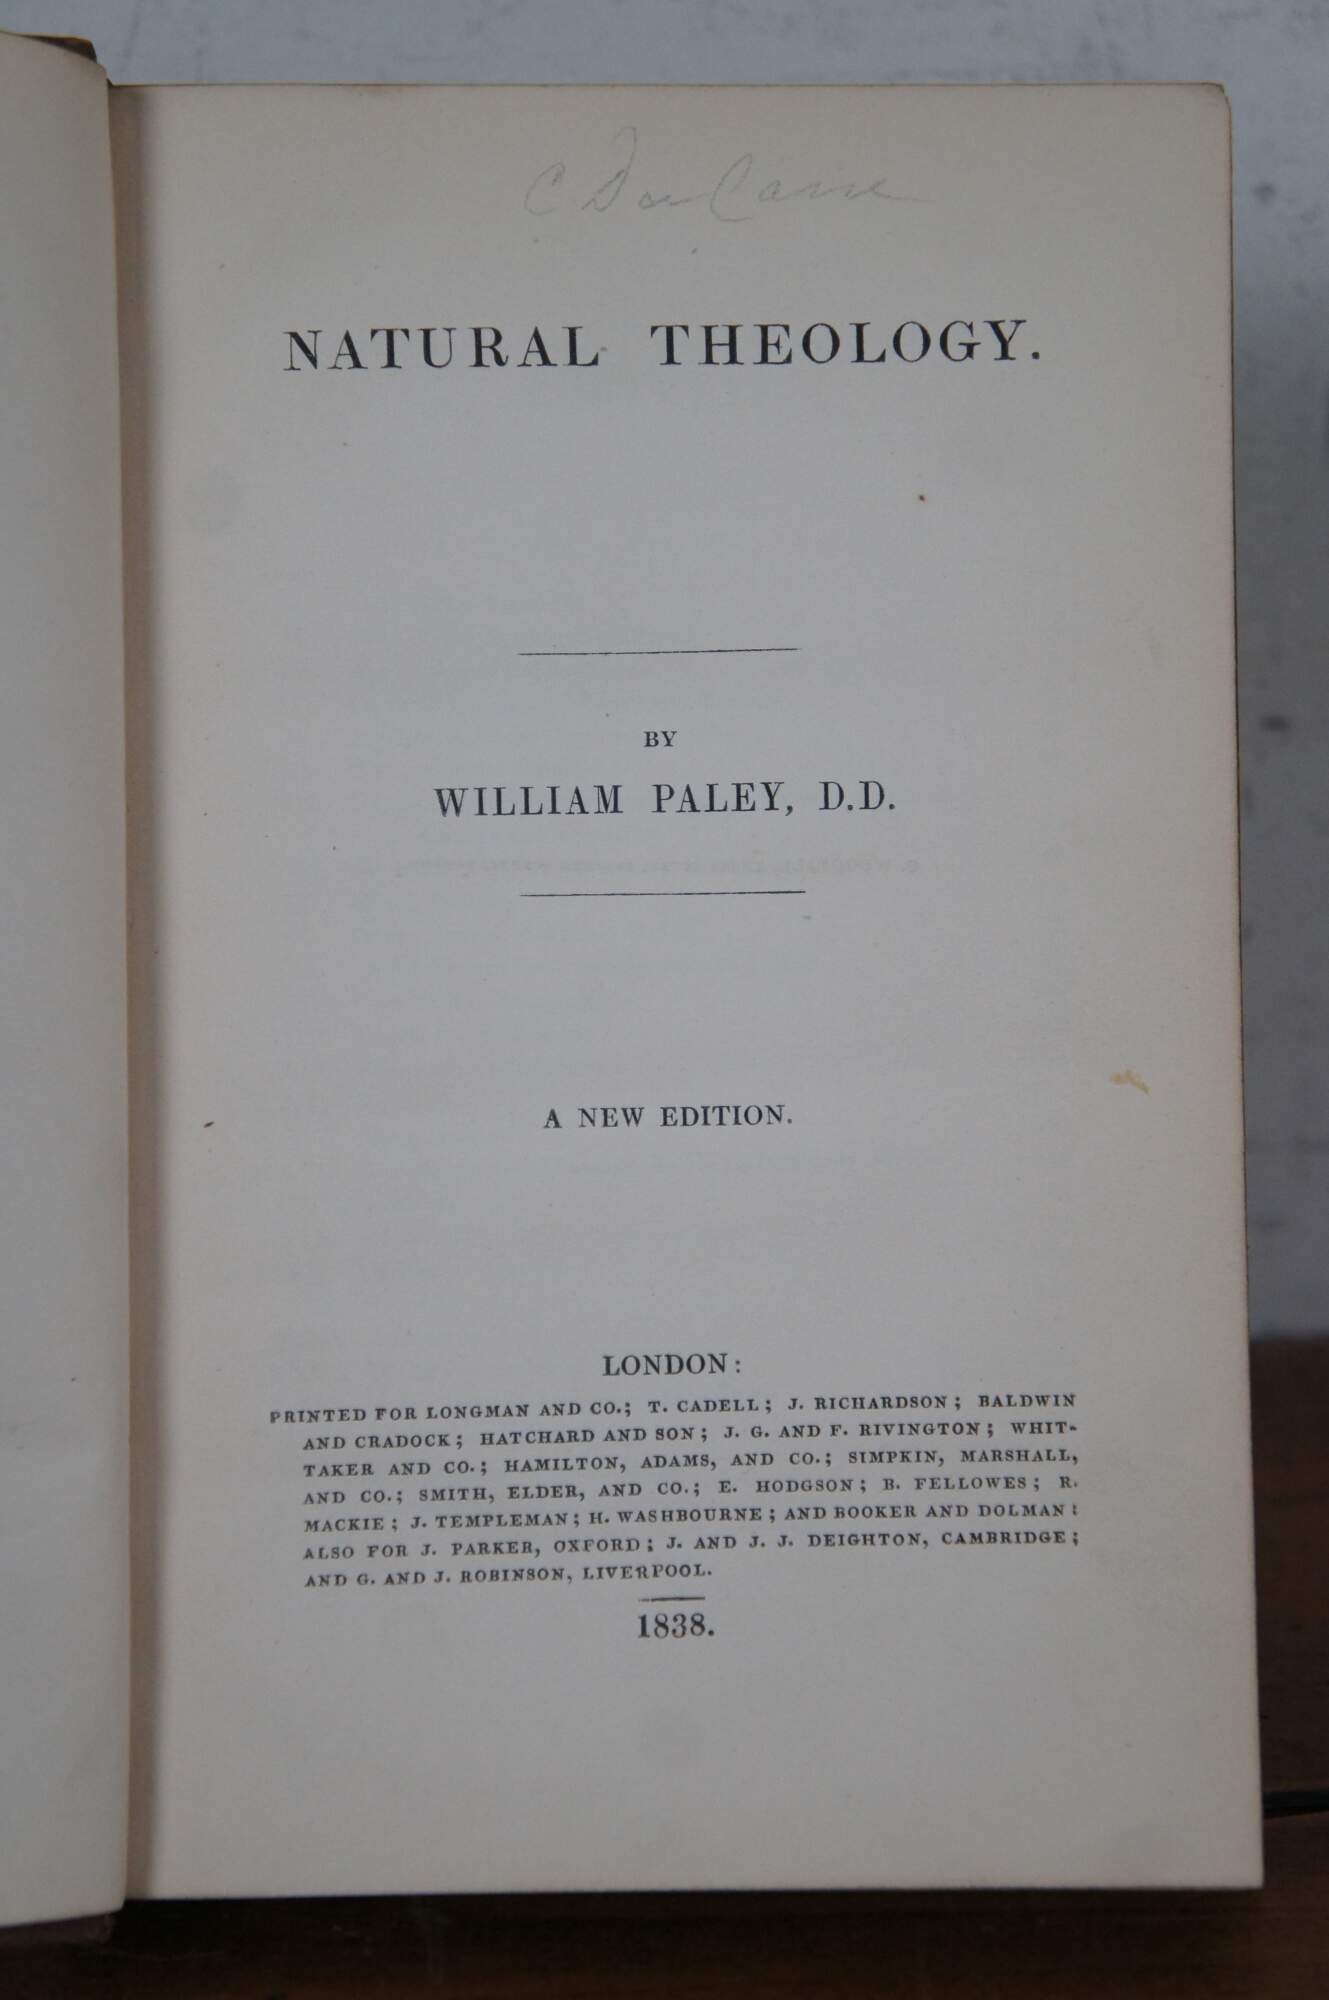 NATURAL THEOLOGY.
BY
WILLIAM PALEY, D.D.
A NEW EDITION.
LONDON:
PRINTED FOR LONGMAN AND CO.; T. CADELL; J. RICHARDSON; BALDWIN
AND CRADOCK; HATCHARD AND SON; J. G. AND F. RIVINGTON; WHIT-
TAKER AND CO.; HAMILTON, ADAMS, AND CO.; SIMPKIN, MARSHALL,
AND CO.; SMITH, ELDER, AND CO.; E. HODGSON; B. FELLOWES; R.
MACKIE; J. TEMPLEMAN; H. WASHBOURNE; AND BOOKER AND DOLMAN:
ALSO FOR J. PARKER, OXFORD; J. AND J. J. DEIGHTON, CAMBRIDGE;
AND G. AND J. ROBINSON, LIVERPOOL.
1838.